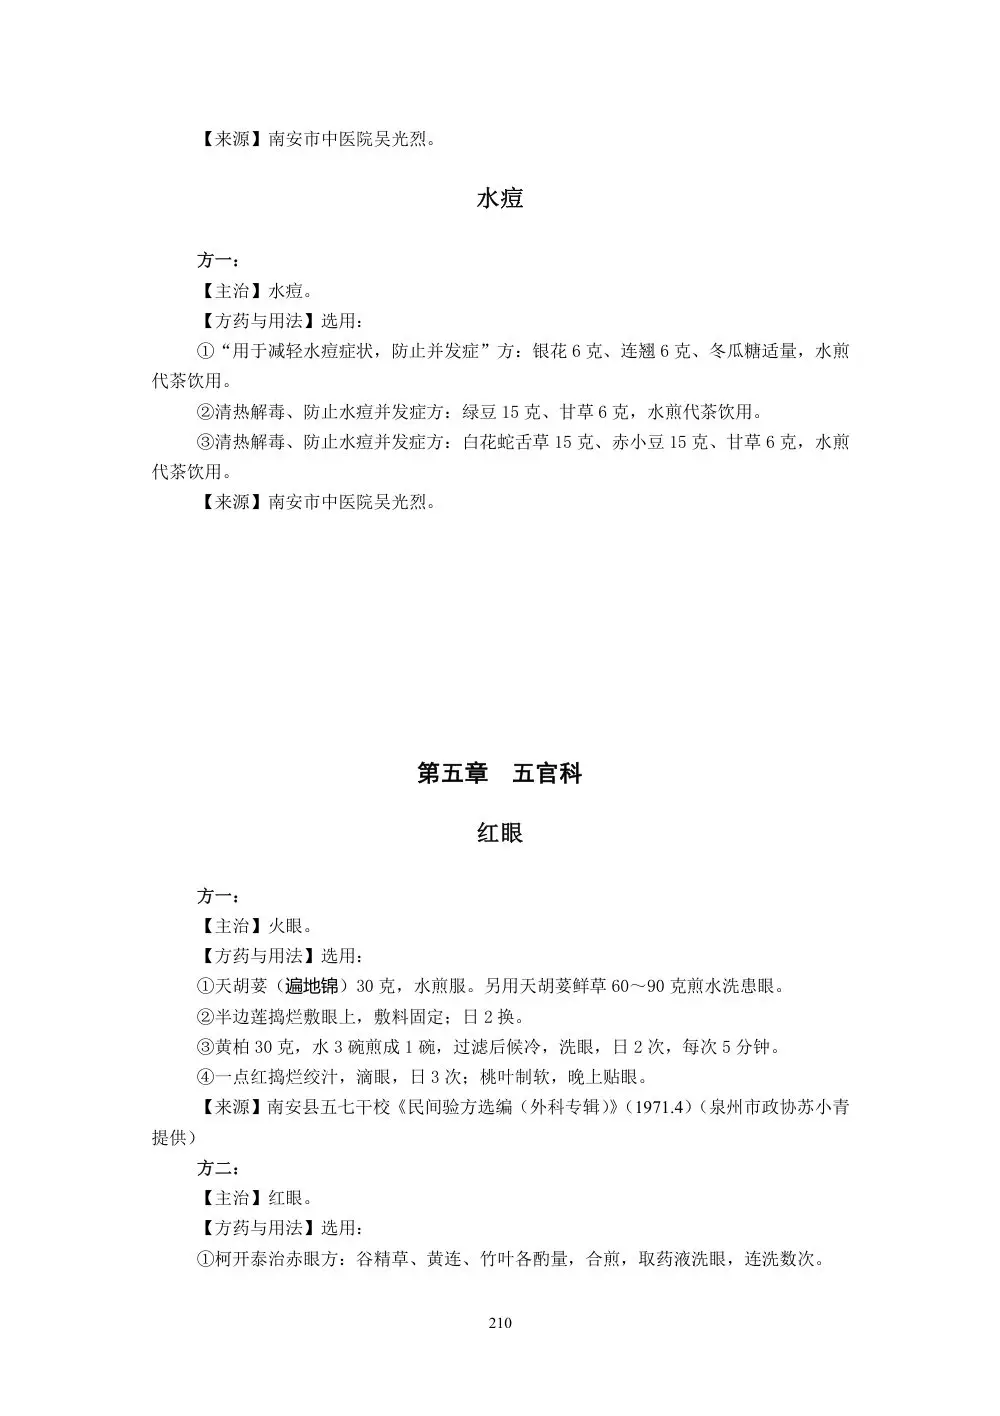 【来源】南安市中医院吴光烈。
水痘
方一：
【主治】水痘。
【方药与用法】选用：
①“用于减轻水痘症状，防止并发症”方：银花 6 克、连翘 6 克、冬瓜糖适量，水煎
代茶饮用。
②清热解毒、防止水痘并发症方：绿豆 15 克、甘草 6 克，水煎代茶饮用。
③清热解毒、防止水痘并发症方：白花蛇舌草 15 克、赤小豆 15 克、甘草 6 克，水煎
代茶饮用。
【来源】南安市中医院吴光烈。
第五章　五官科
红眼
方一：
【主治】火眼。
【方药与用法】选用：
①天胡荽（遍地锦）30 克，水煎服。另用天胡荽鲜草 60～90 克煎水洗患眼。
②半边莲捣烂敷眼上，敷料固定；日 2 换。
③黄柏 30 克，水 3 碗煎成 1 碗，过滤后候冷，洗眼，日 2 次，每次 5 分钟。
④一点红捣烂绞汁，滴眼，日 3 次；桃叶制软，晚上贴眼。
【来源】南安县五七干校《民间验方选编（外科专辑）》（1971.4）（泉州市政协苏小青
提供）
方二：
【主治】红眼。
【方药与用法】选用：
①柯开泰治赤眼方：谷精草、黄连、竹叶各酌量，合煎，取药液洗眼，连洗数次。
210